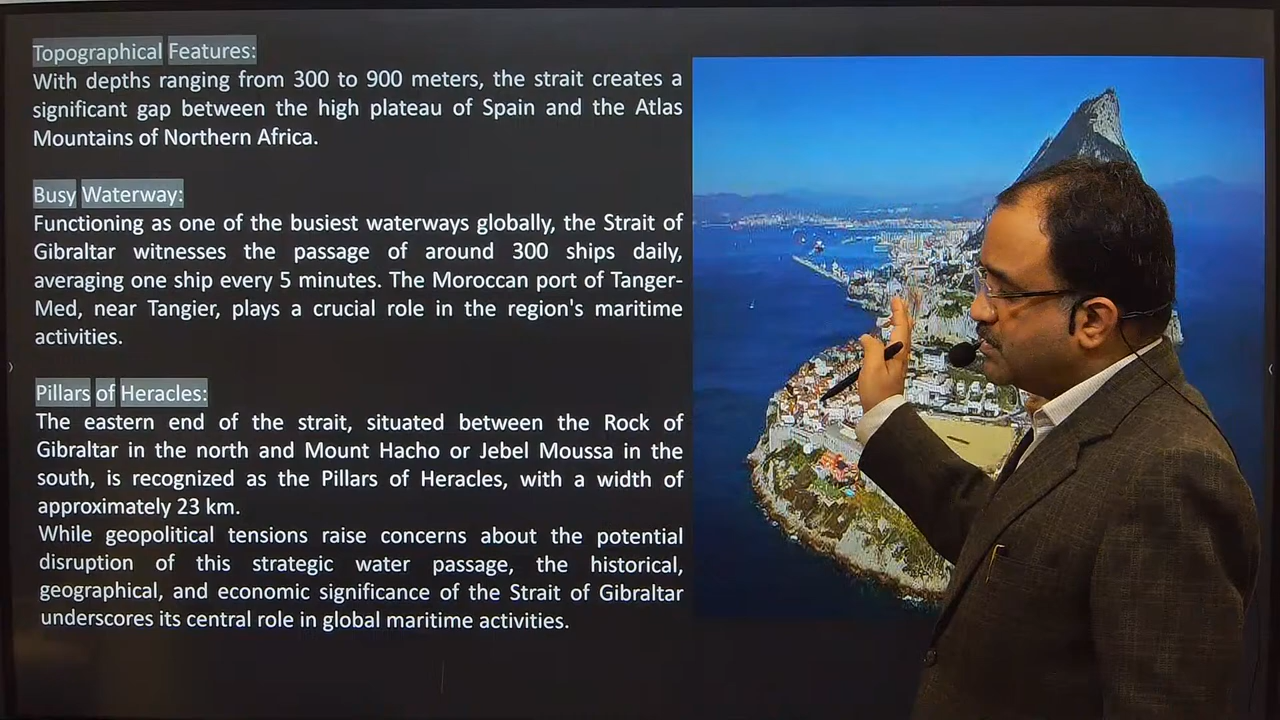 Topographical Features:
With depths ranging from 300 to 900 meters, the strait creates a
significant gap between the high plateau of Spain and the Atlas
Mountains of Northern Africa.
Busy Waterway:
Functioning as one of the busiest waterways globally, the Strait of
Gibraltar witnesses the passage of around 300 ships daily,
averaging one ship every 5 minutes. The Moroccan port of Tanger-
Med, near Tangier, plays a crucial role in the region's maritime
activities.
Pillars of Heracles:
The eastern end of the strait, situated between the Rock of
Gibraltar in the north and Mount Hacho or Jebel Moussa in the
south, is recognized as the Pillars of Heracles, with a width of
approximately 23 km.
While geopolitical tensions raise concerns about the potential
disruption of this strategic water passage, the historical,
geographical, and economic significance of the Strait of Gibraltar
underscores its central role in global maritime activities.